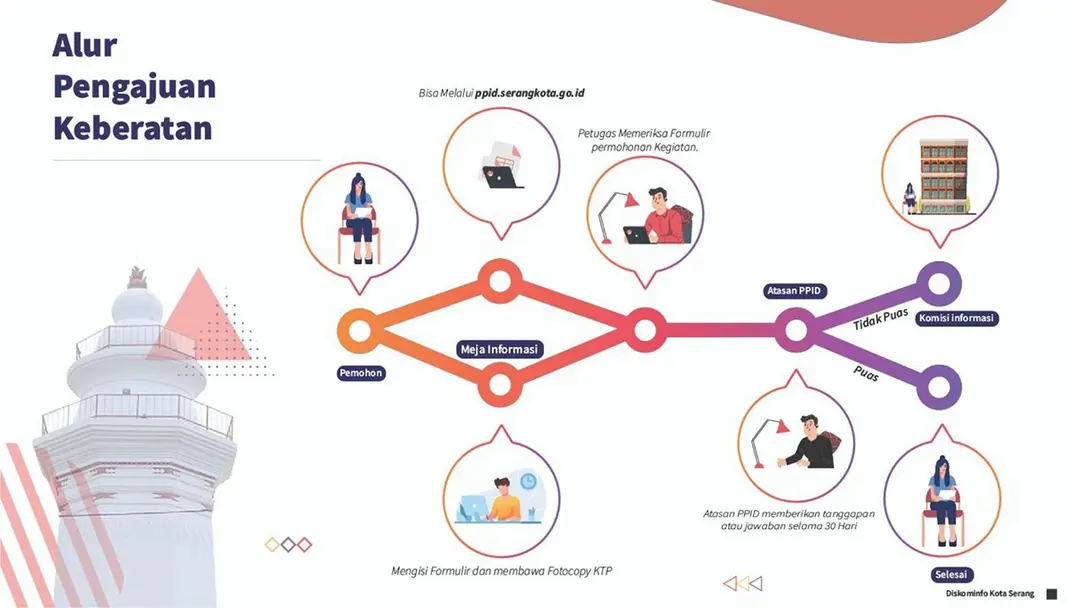 Alur
Pengajuan
Keberatan
Bisa Melalui ppid.serangkota.go.id
Petugas Memeriksa Formulir
permohonan Kegiatan.
Atasan PPID
Tidak Puas
Komisi informasi
Meja Informasi
Pemohon
Puas
Atasan PPID memberikan tanggapan
atau jawaban selama 30 Hari
Mengisi Formulir dan membawa Fotocopy KTP
Selesai
Diskominfo Kota Serang